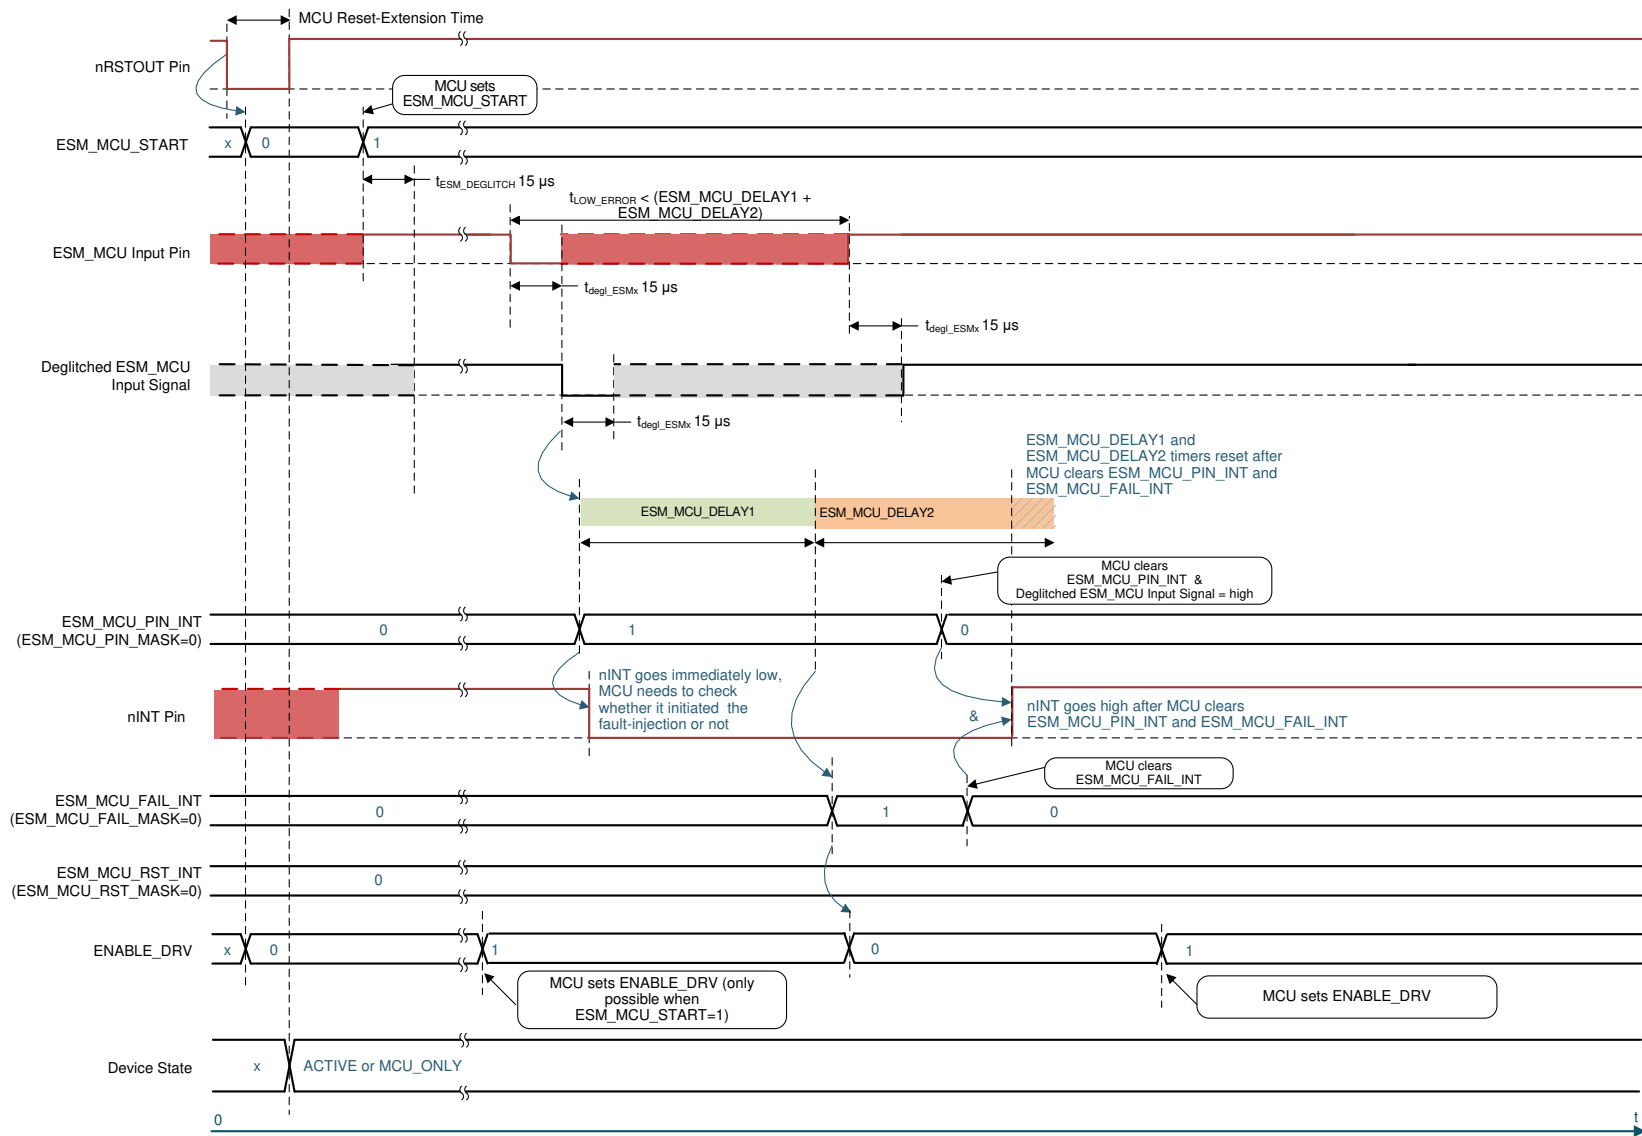 MCU Reset-Extension Time
nRSTOUT Pin
MCU sets
ESM_MCU_START
ESM_MCU_START
x
0
1
tESM_DEGLITCH 15 µs
tLOW_ERROR < (ESM_MCU_DELAY1 +
ESM_MCU_DELAY2)
ESM_MCU Input Pin
tdegl_ESMx 15 µs
tdegl_ESMx 15 µs
Deglitched ESM_MCU
Input Signal
tdegl_ESMx 15 µs
ESM_MCU_DELAY1 and
ESM_MCU_DELAY2 timers reset after
MCU clears ESM_MCU_PIN_INT and
ESM_MCU_FAIL_INT
ESM_MCU_DELAY1
ESM_MCU_DELAY2
MCU clears
ESM_MCU_PIN_INT &
Deglitched ESM_MCU Input Signal = high
ESM_MCU_PIN_INT
(ESM_MCU_PIN_MASK=0)
0
1
0
nINT goes immediately low,
MCU needs to check
whether it initiated the
fault-injection or not
nINT Pin
&
nINT goes high after MCU clears
ESM_MCU_PIN_INT and ESM_MCU_FAIL_INT
MCU clears
ESM_MCU_FAIL_INT
ESM_MCU_FAIL_INT
(ESM_MCU_FAIL_MASK=0)
0
1
0
ESM_MCU_RST_INT
(ESM_MCU_RST_MASK=0)
0
ENABLE_DRV
x
0
1
0
1
MCU sets ENABLE_DRV (only
possible when
ESM_MCU_START=1)
MCU sets ENABLE_DRV
Device State
x
ACTIVE or MCU_ONLY
0
t